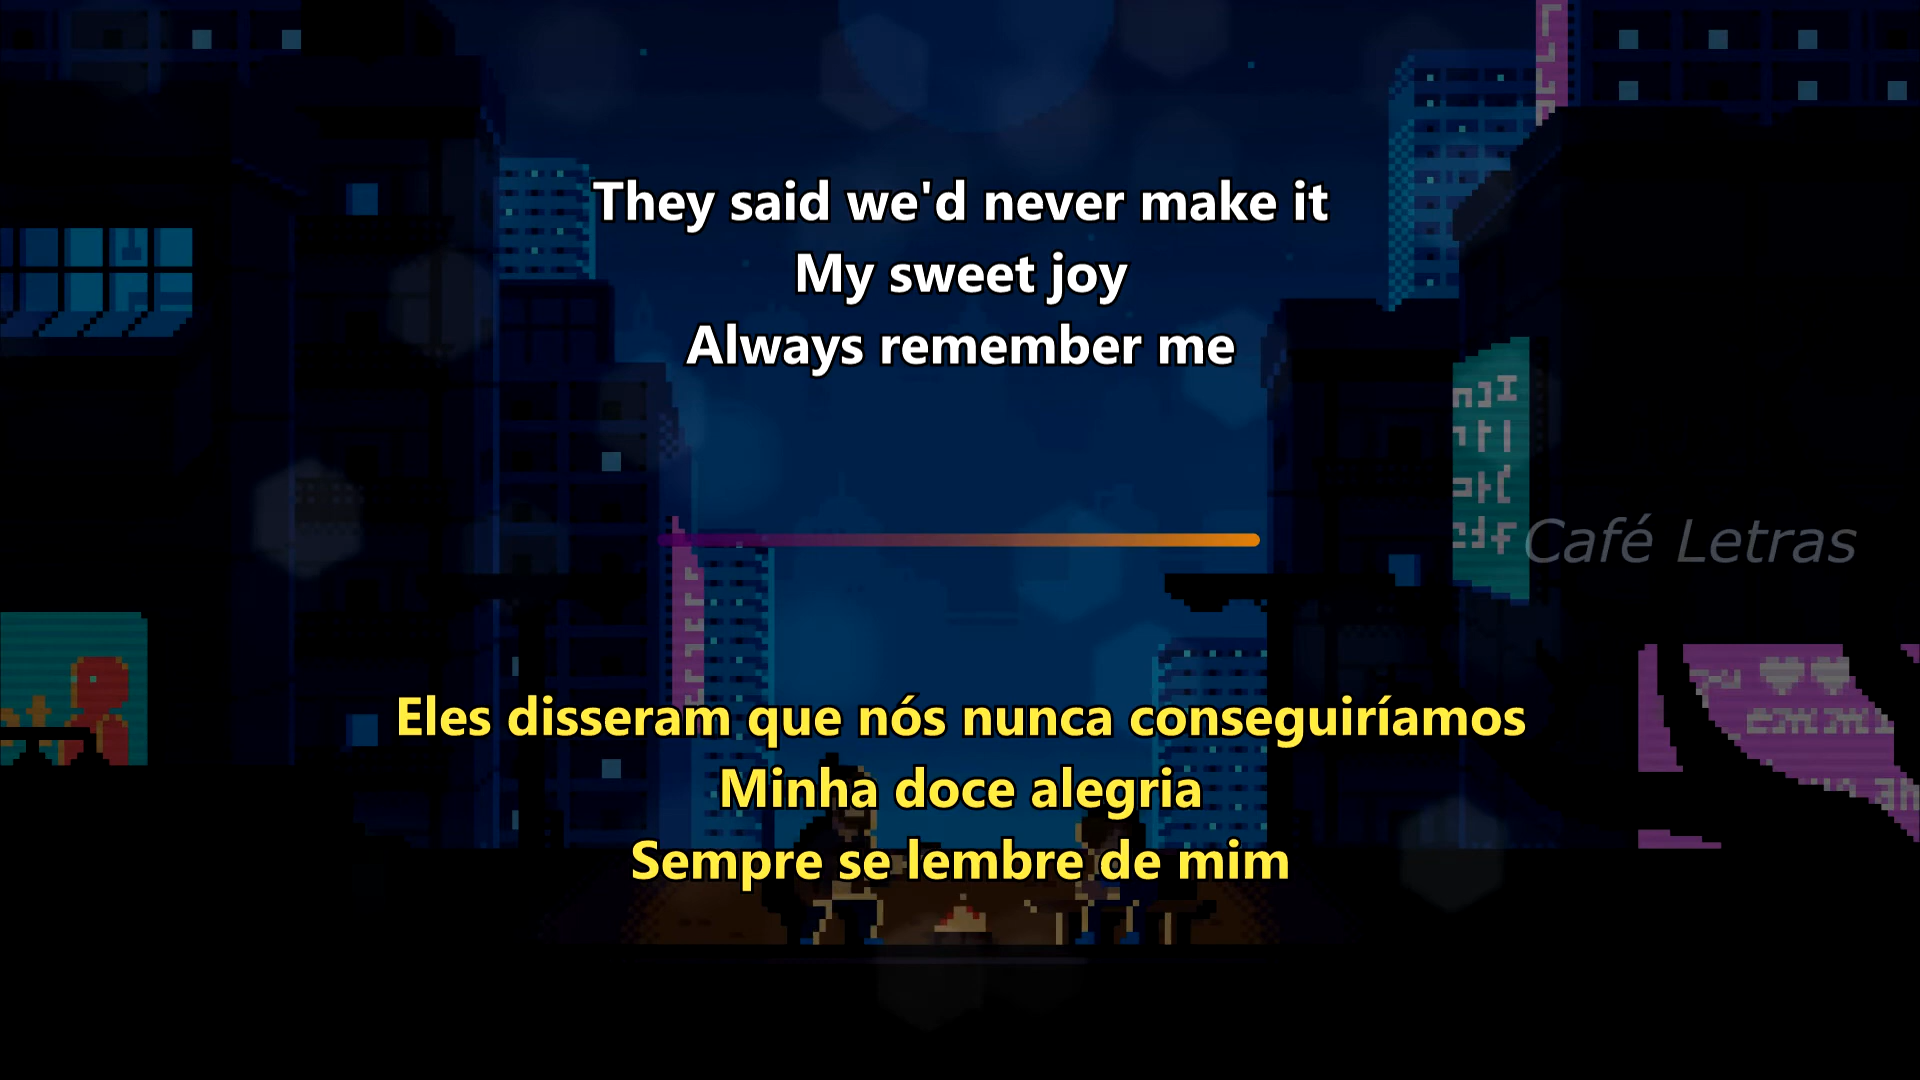 They said we'd never make it
My sweet joy
Always remember me
Café Letras
Eles disseram que nós nunca conseguiríamos
Minha doce alegria
Sempre se lembre de mim